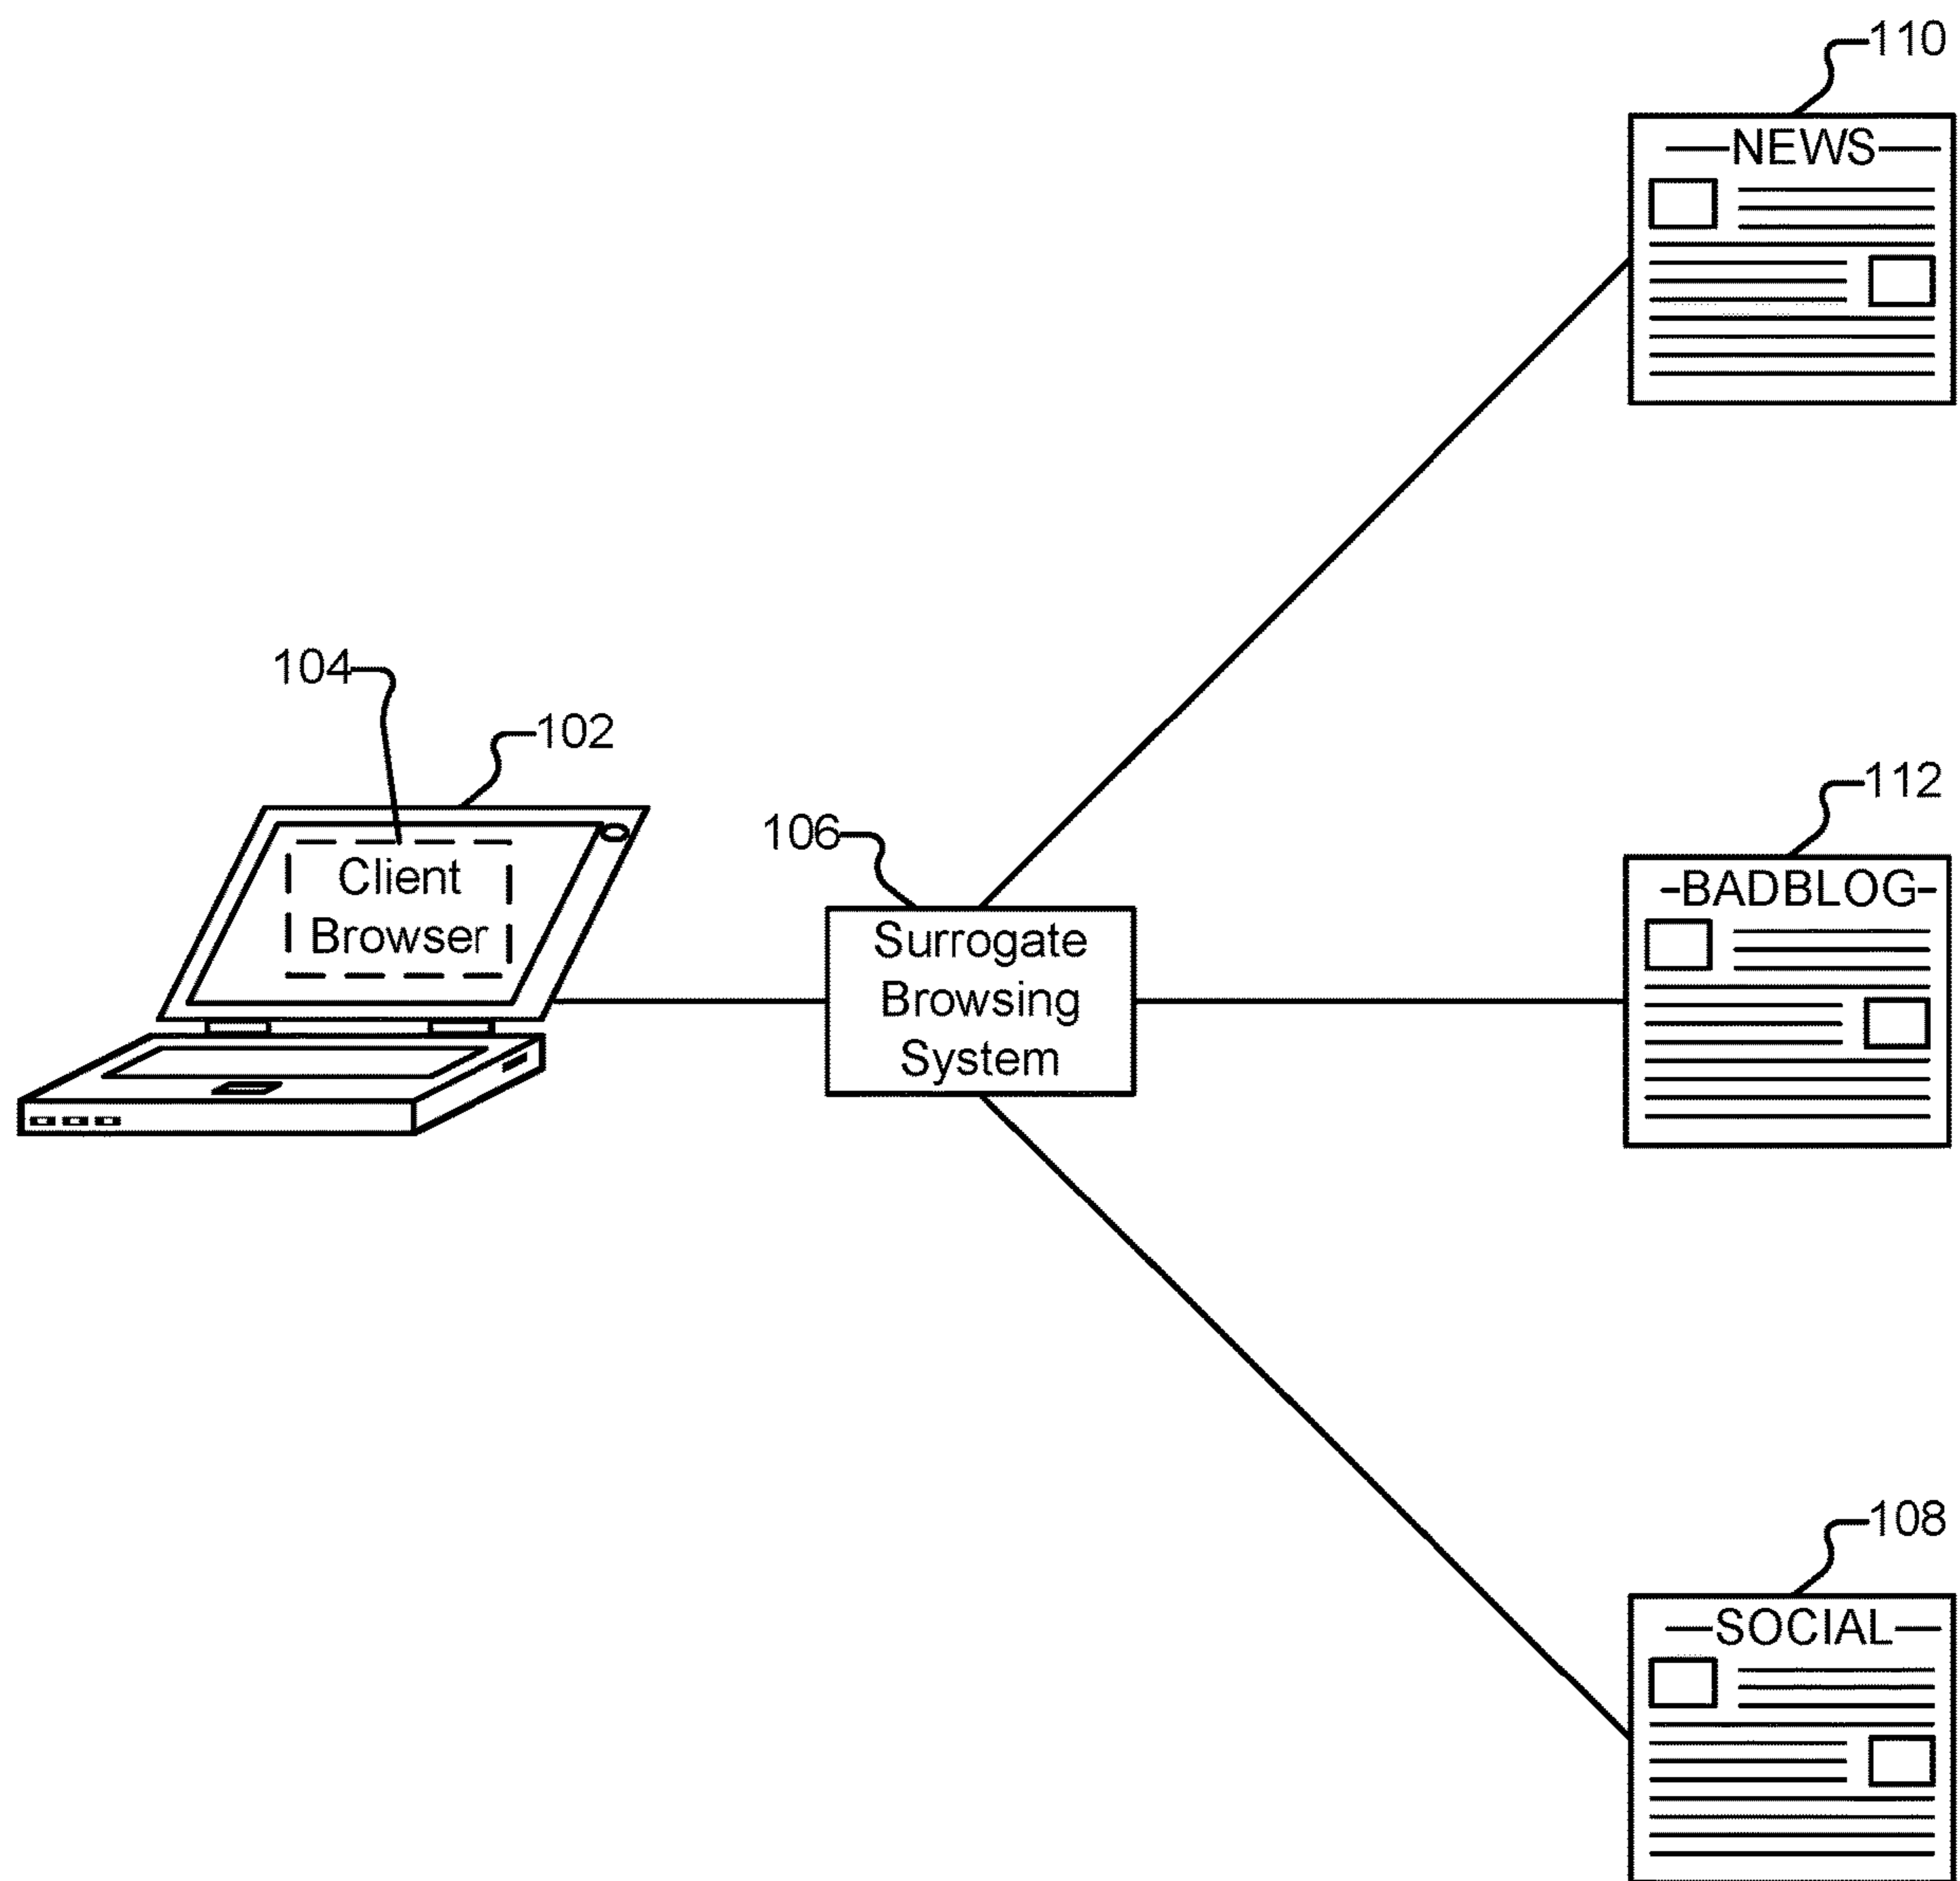 110
NEWS
104
102
Client
Browser
106
Surrogate
Browsing
System
112
-BADBLOG-
108
SOCIAL